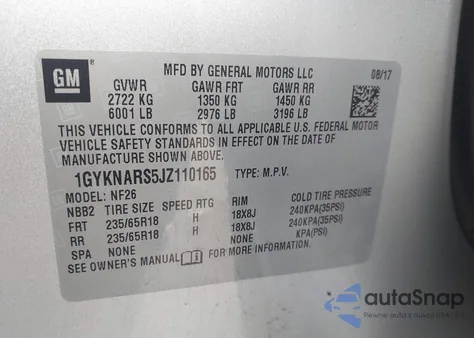 GM
MFD BY GENERAL MOTORS LLC 08/17
GVWR GAWR FRT GAWR RR
2722 KG 1350 KG 1450 KG
6001 LB 2976 LB 3196 LB
THIS VEHICLE CONFORMS TO ALL APPLICABLE U.S. FEDERAL MOTOR
VEHICLE SAFETY STANDARDS IN EFFECT ON THE DATE OF
MANUFACTURE SHOWN ABOVE.
1GYKNARS5JZ110165 TYPE: M.P.V.
MODEL: NF26
NBB2 TIRE SIZE SPEED RTG RIM COLD TIRE PRESSURE
FRT 235/65R18 H 18X8J 240KPA(35PSI)
RR 235/65R18 H 18X8J 240KPA(35PSI)
SPA NONE NONE KPA(PSI)
SEE OWNER'S MANUAL FOR MORE INFORMATION.
autoSnap
Pewne auta z aukcji USA